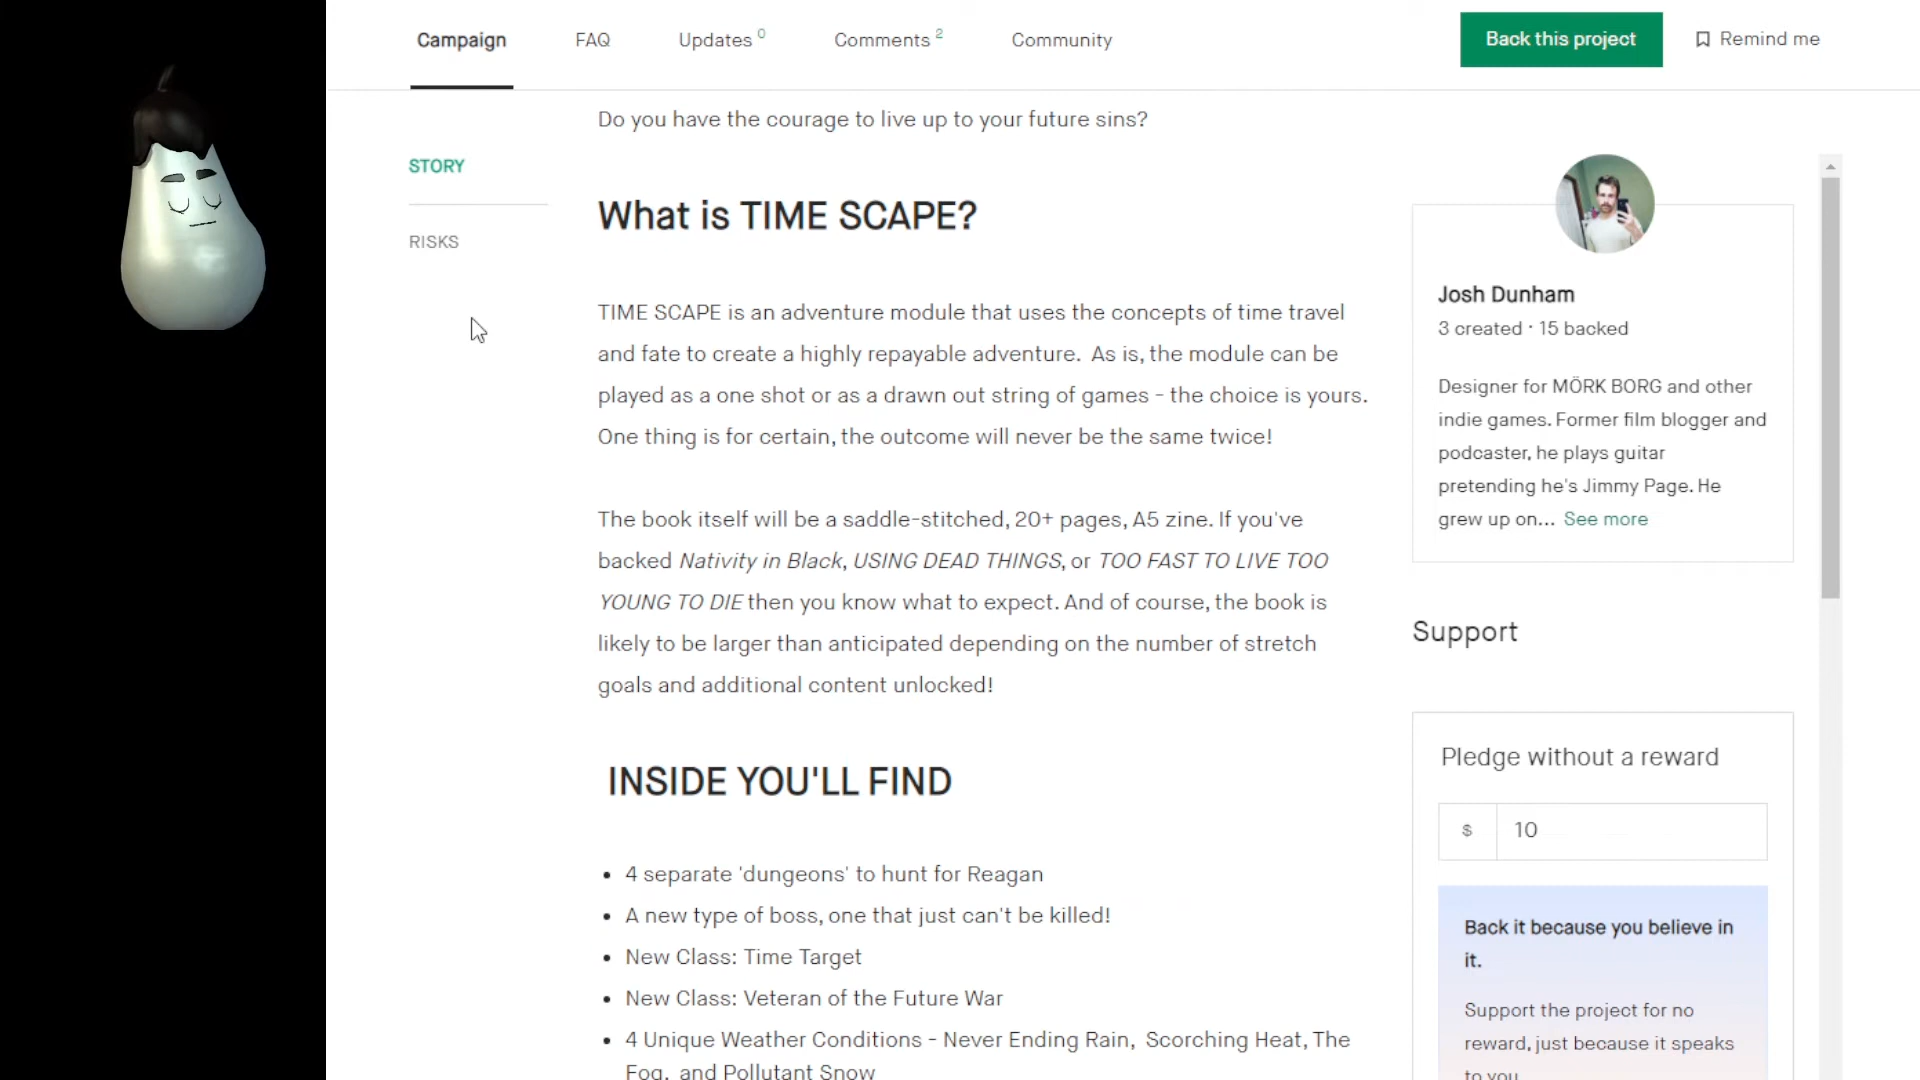 Campaign
FAQ
Updates 0
Comments 2
Community
Back this project
Remind me
Do you have the courage to live up to your future sins?
STORY
RISKS
What is TIME SCAPE?
TIME SCAPE is an adventure module that uses the concepts of time travel
and fate to create a highly repayable adventure. As is, the module can be
played as a one shot or as a drawn out string of games - the choice is yours.
One thing is for certain, the outcome will never be the same twice!
The book itself will be a saddle-stitched, 20+ pages, A5 zine. If you've
backed Nativity in Black, USING DEAD THINGS, or TOO FAST TO LIVE TOO
YOUNG TO DIE then you know what to expect. And of course, the book is
likely to be larger than anticipated depending on the number of stretch
goals and additional content unlocked!
INSIDE YOU'LL FIND
• 4 separate 'dungeons' to hunt for Reagan
• A new type of boss, one that just can't be killed!
• New Class: Time Target
• New Class: Veteran of the Future War
• 4 Unique Weather Conditions - Never Ending Rain, Scorching Heat, The
Fog, and Pollutant Snow
Josh Dunham
3 created · 15 backed
Designer for MÖRK BORG and other
indie games. Former film blogger and
podcaster, he plays guitar
pretending he's Jimmy Page. He
grew up on... See more
Support
Pledge without a reward
$ 10
Back it because you believe in
it.
Support the project for no
reward, just because it speaks
to you.